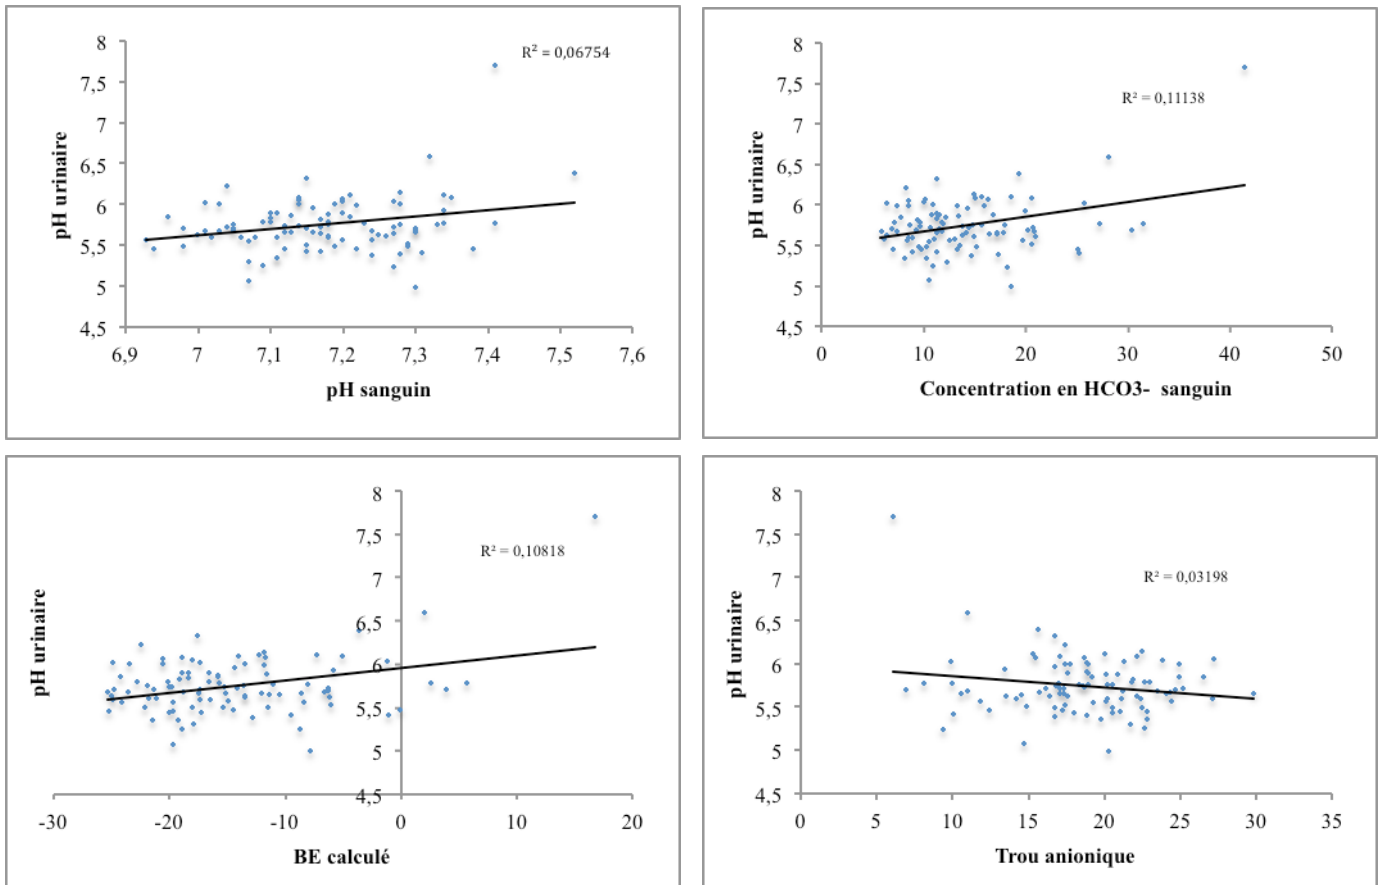 8
7,5
7
6,5
6
5,5
5
4,5
pH urinaire
R² = 0,06754
6,9 7 7,1 7,2 7,3 7,4 7,5 7,6
pH sanguin
8
7,5
7
6,5
6
5,5
5
4,5
pH urinaire
R² = 0,11138
0 10 20 30 40 50
Concentration en HCO3- sanguin
8
7,5
7
6,5
6
5,5
5
4,5
pH urinaire
R² = 0,10818
-30 -20 -10 0 10 20
BE calculé
8
7,5
7
6,5
6
5,5
5
4,5
pH urinaire
R² = 0,03198
0 5 10 15 20 25 30 35
Trou anionique